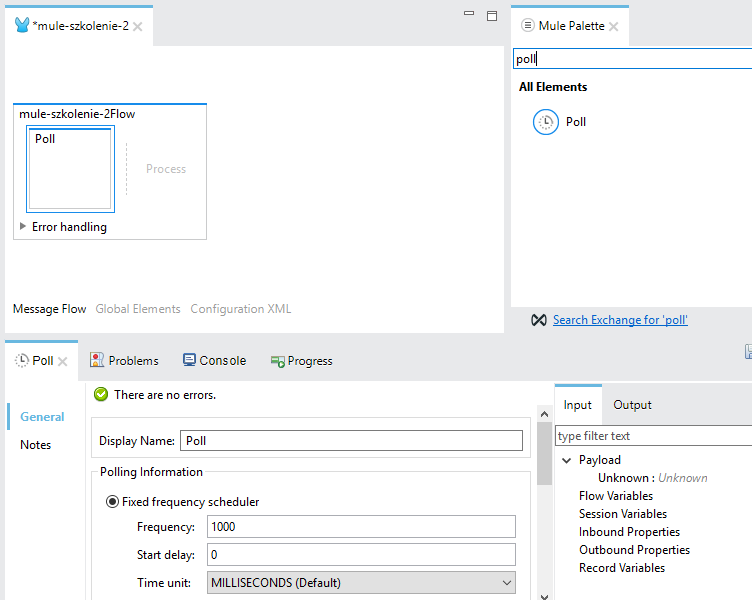 *mule-szkolenie-2
Mule Palette
poll
All Elements
Poll
mule-szkolenie-2Flow
Poll
Process
Error handling
Message Flow Global Elements Configuration XML
Search Exchange for 'poll'
Poll Problems Console Progress
There are no errors.
General
Notes
Display Name: Poll
Polling Information
Fixed frequency scheduler
Frequency: 1000
Start delay: 0
Time unit: MILLISECONDS (Default)
Input Output
type filter text
Payload
Unknown : Unknown
Flow Variables
Session Variables
Inbound Properties
Outbound Properties
Record Variables